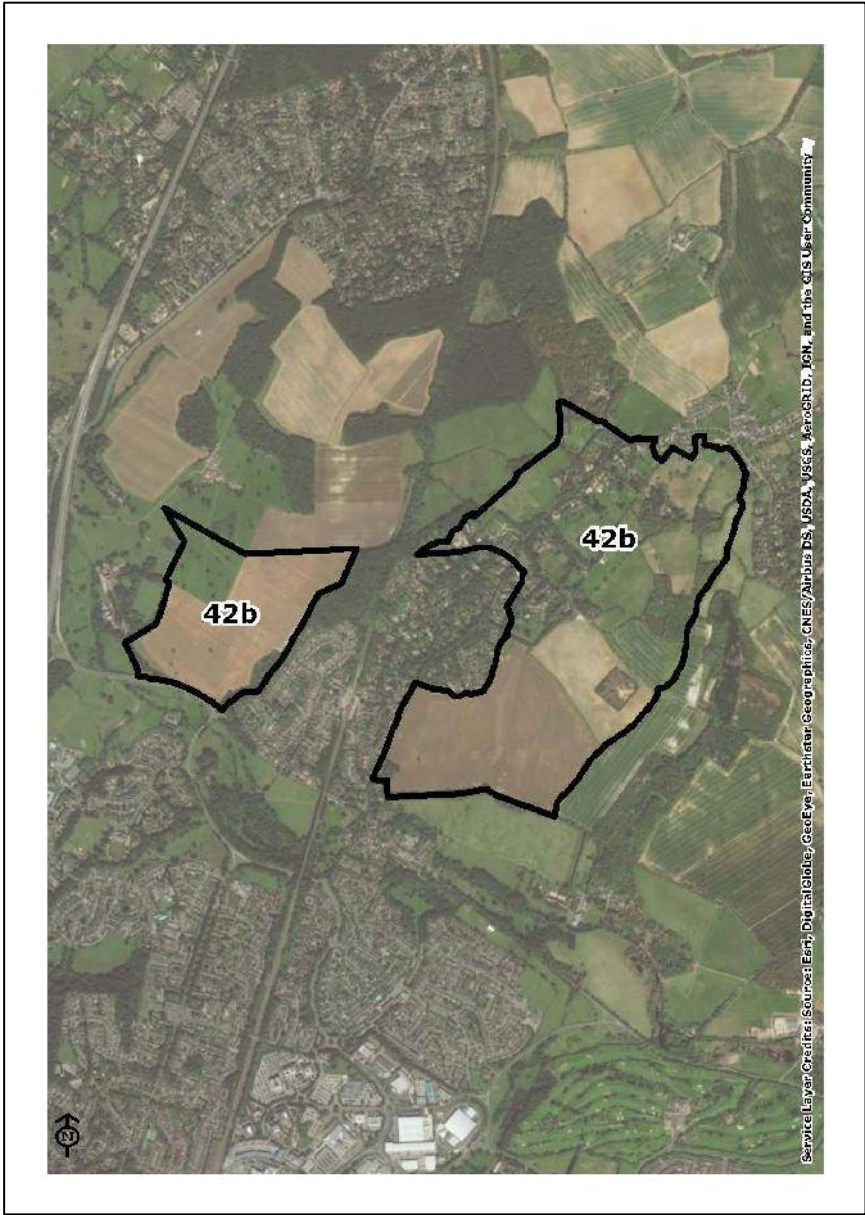 42b
42b
Service Layer Credits: Source: Esri, DigitalGlobe, GeoEye, Earthstar Geographics, CNES/Airbus DS, USDA, USGS, AeroGRID, IGN, and the GIS User Community
N